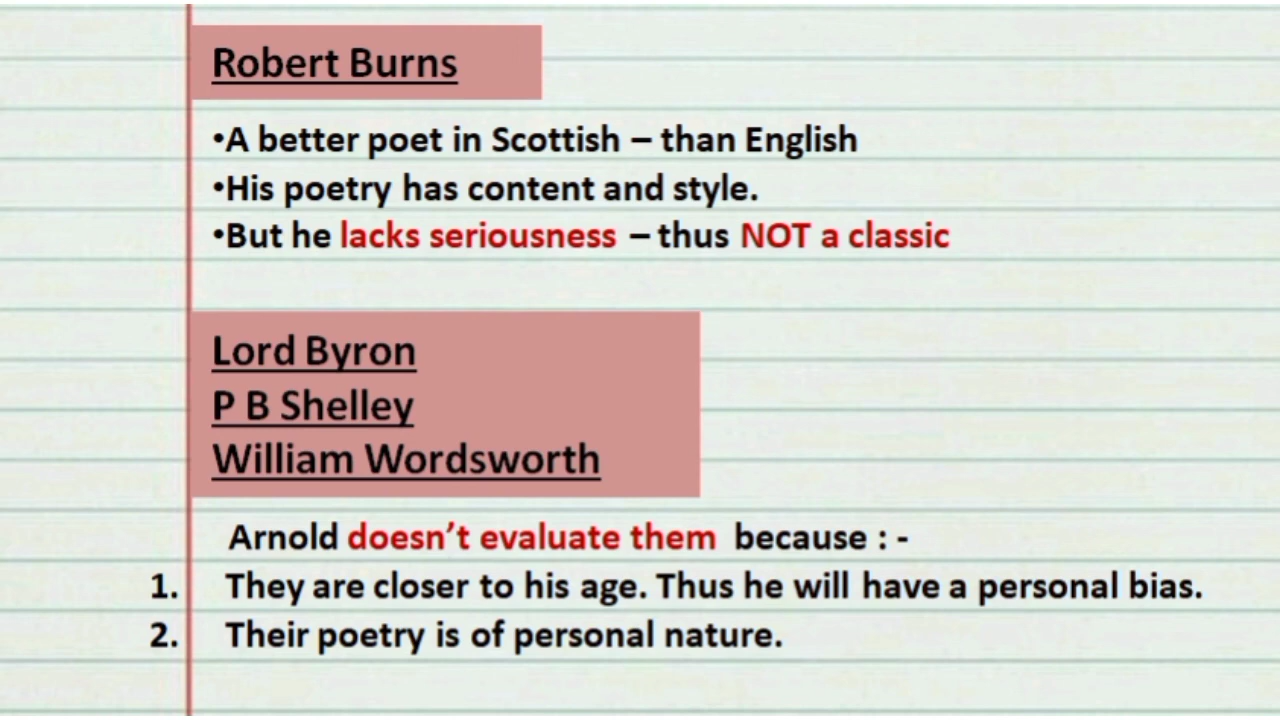 Robert Burns
•A better poet in Scottish – than English
•His poetry has content and style.
•But he lacks seriousness – thus NOT a classic
Lord Byron
P B Shelley
William Wordsworth
Arnold doesn’t evaluate them because : -
1. They are closer to his age. Thus he will have a personal bias.
2. Their poetry is of personal nature.